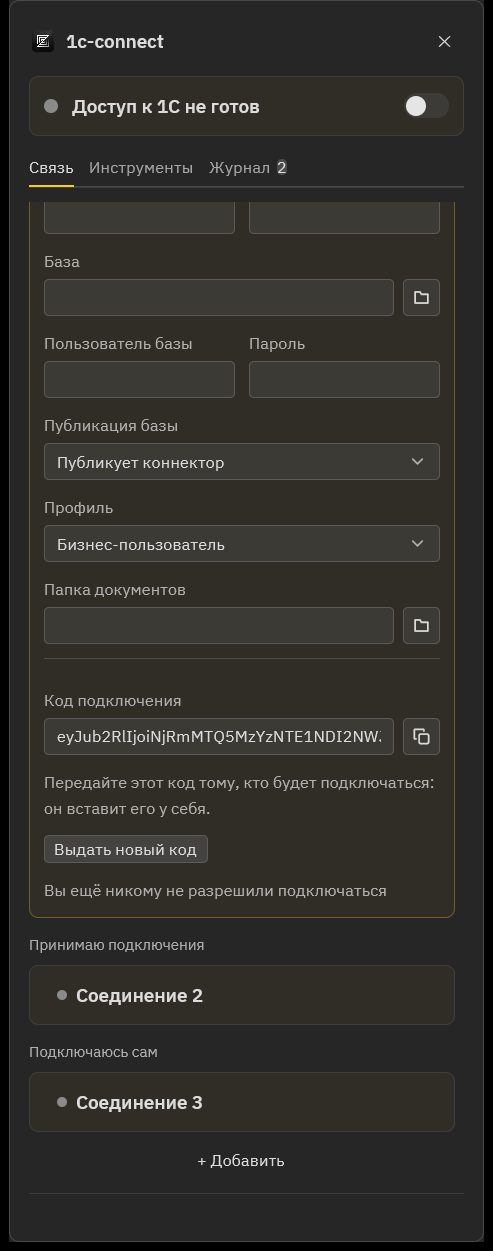 1c-connect
Доступ к 1С не готов
Связь Инструменты Журнал 2
База
Пользователь базы Пароль
Публикация базы
Публикует коннектор
Профиль
Бизнес-пользователь
Папка документов
Код подключения
eyJub2RlIjoiNjRmMTQ5MzYzNTE1NDI2NW
Передайте этот код тому, кто будет подключаться:
он вставит его у себя.
Выдать новый код
Вы ещё никому не разрешили подключаться
Принимаю подключения
Соединение 2
Подключаюсь сам
Соединение 3
+ Добавить